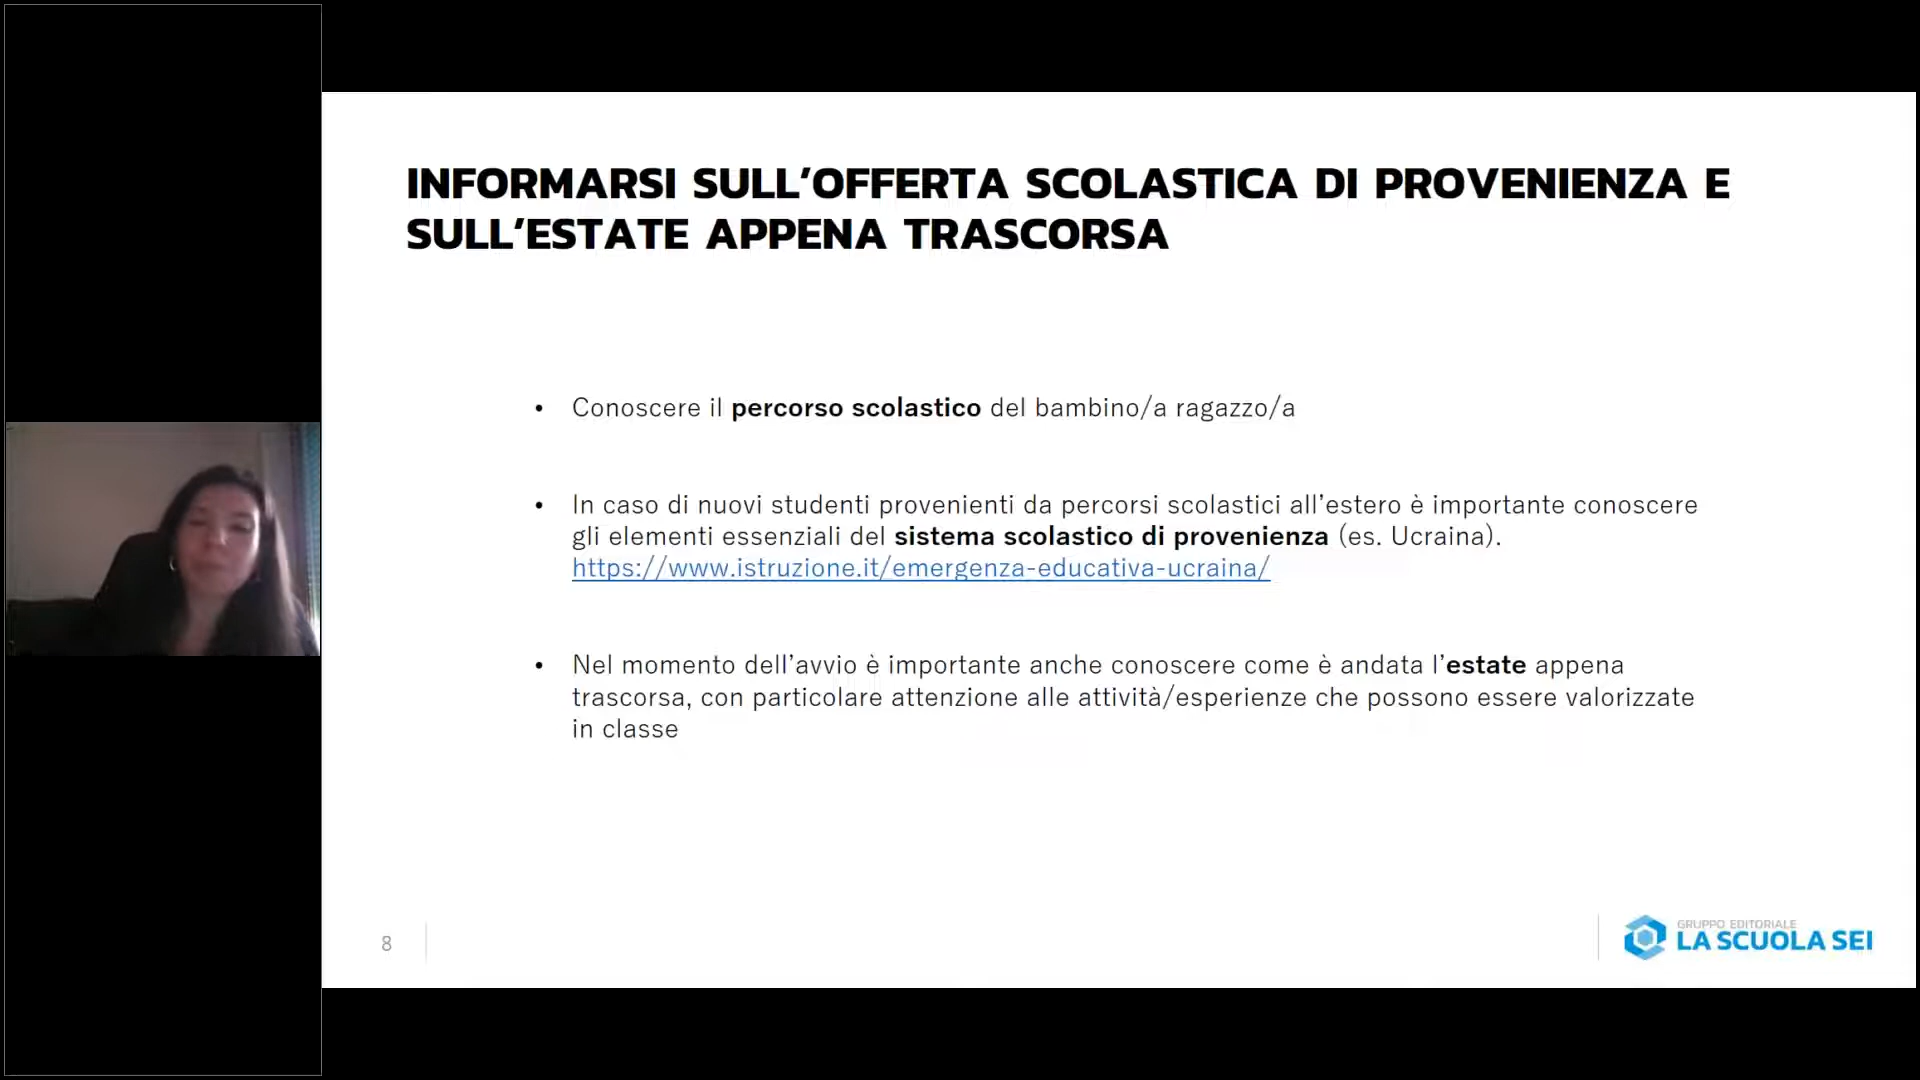 INFORMARSI SULL’OFFERTA SCOLASTICA DI PROVENIENZA E
SULL’ESTATE APPENA TRASCORSA
• Conoscere il percorso scolastico del bambino/a ragazzo/a
• In caso di nuovi studenti provenienti da percorsi scolastici all’estero è importante conoscere
gli elementi essenziali del sistema scolastico di provenienza (es. Ucraina).
https://www.istruzione.it/emergenza-educativa-ucraina/
• Nel momento dell’avvio è importante anche conoscere come è andata l’estate appena
trascorsa, con particolare attenzione alle attività/esperienze che possono essere valorizzate
in classe
8
GRUPPO EDITORIALE
LA SCUOLA SEI